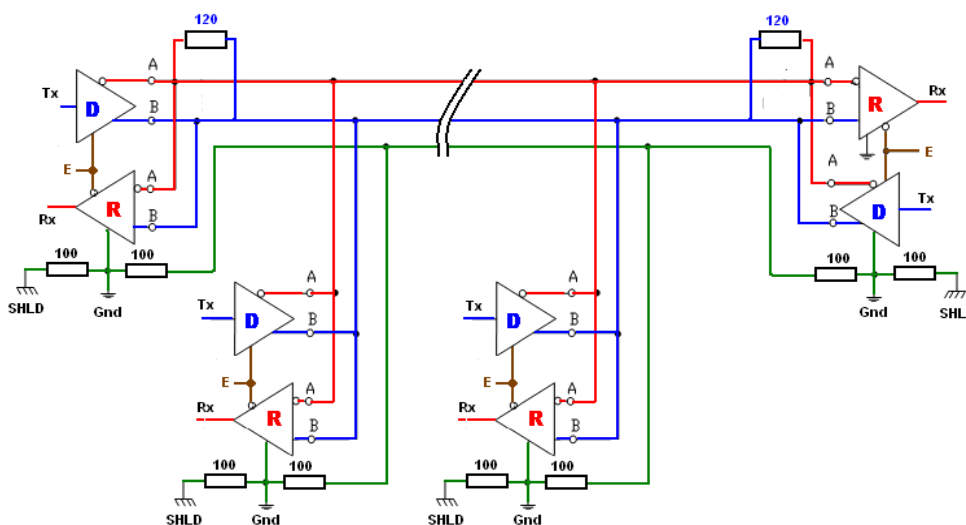 120 120
A A
Tx D B B R Rx
E A A E
Rx R B B D Tx
100 100 100 100
SHLD Gnd Gnd SHL
A A
Tx D B Tx D B
E A E A
Rx R B Rx R B
100 100 100 100
SHLD Gnd SHLD Gnd